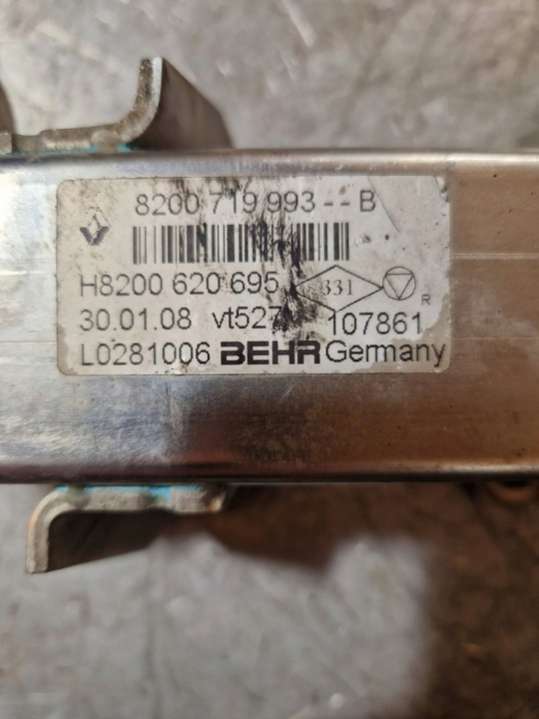 8200 719 993 -- B
H8200 620 695 331 R
30.01.08 vt527 107861
L0281006 BEHR Germany